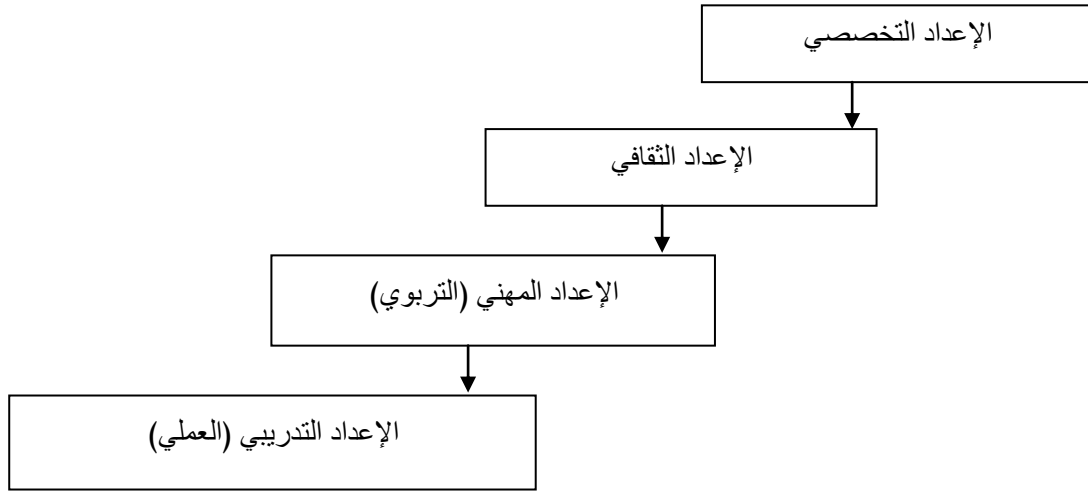 الإعداد التخصصي
الإعداد الثقافي
الإعداد المهني (التربوي)
الإعداد التدريبي (العملي)